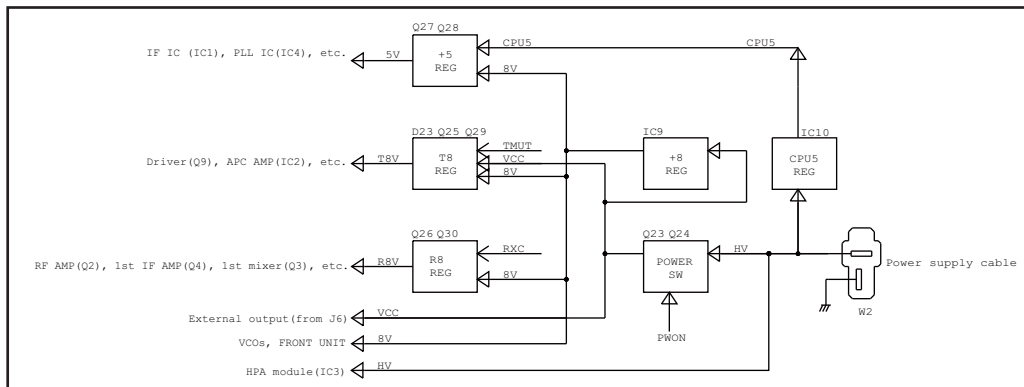 Q27 Q28
IF IC (IC1), PLL IC(IC4), etc.
5V
+5
REG
CPU5
CPU5
8V
D23 Q25 Q29
IC9
IC10
Driver(Q9), APC AMP(IC2), etc.
T8V
T8
REG
TMUT
VCC
8V
+8
REG
CPU5
REG
Q26 Q30
Q23 Q24
RF AMP(Q2), 1st IF AMP(Q4), 1st mixer(Q3), etc.
R8V
R8
REG
RXC
8V
POWER
SW
HV
Power supply cable
W2
External output(from J6)
VCC
PWON
VCOs, FRONT UNIT
8V
HPA module(IC3)
HV